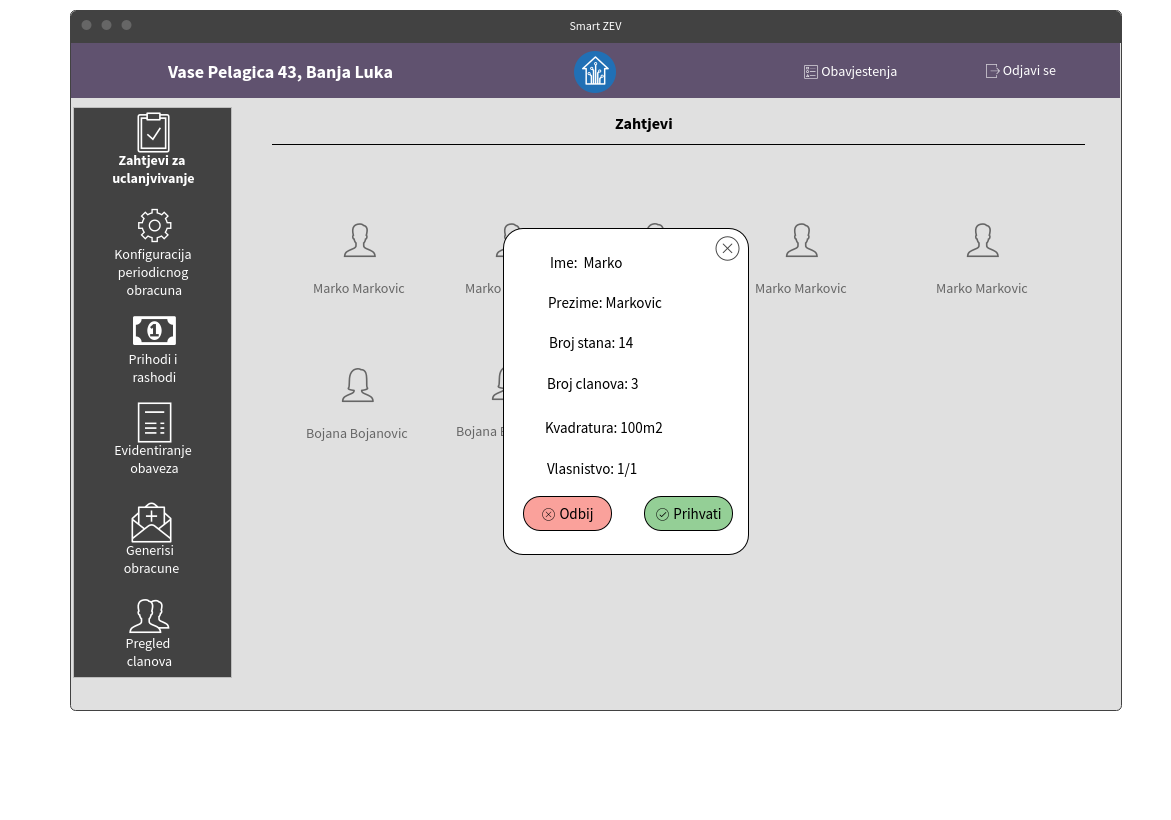 Smart ZEV
Vase Pelagica 43, Banja Luka
Obavjestenja
Odjavi se
Zahtjevi za
uclanjvivanje
Konfiguracija
periodicnog
obracuna
1
Prihodi i
rashodi
Evidentiranje
obaveza
Generisi
obracune
Pregled
clanova
Zahtjevi
Marko Markovic
Marko
Marko Markovic
Marko Markovic
Bojana Bojanovic
Bojana
Ime: Marko
Prezime: Markovic
Broj stana: 14
Broj clanova: 3
Kvadratura: 100m2
Vlasnistvo: 1/1
Odbij
Prihvati